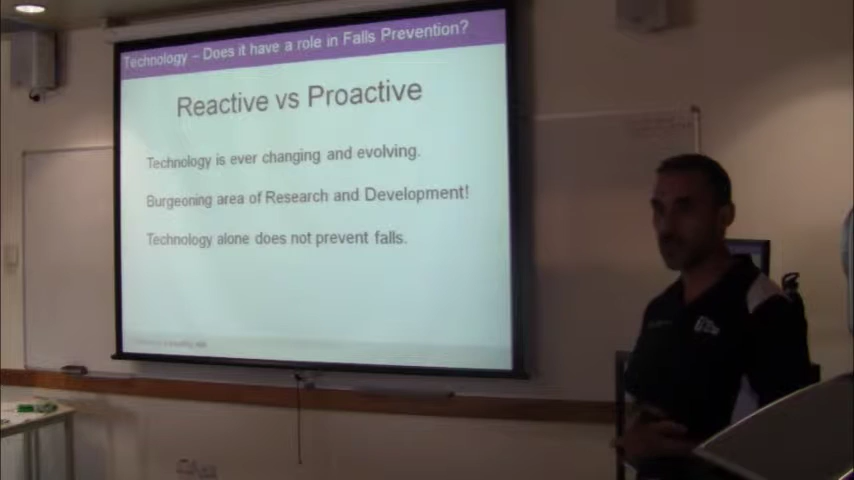 Technology – Does it have a role in Falls Prevention?
Reactive vs Proactive
Technology is ever changing and evolving.
Burgeoning area of Research and Development!
Technology alone does not prevent falls.